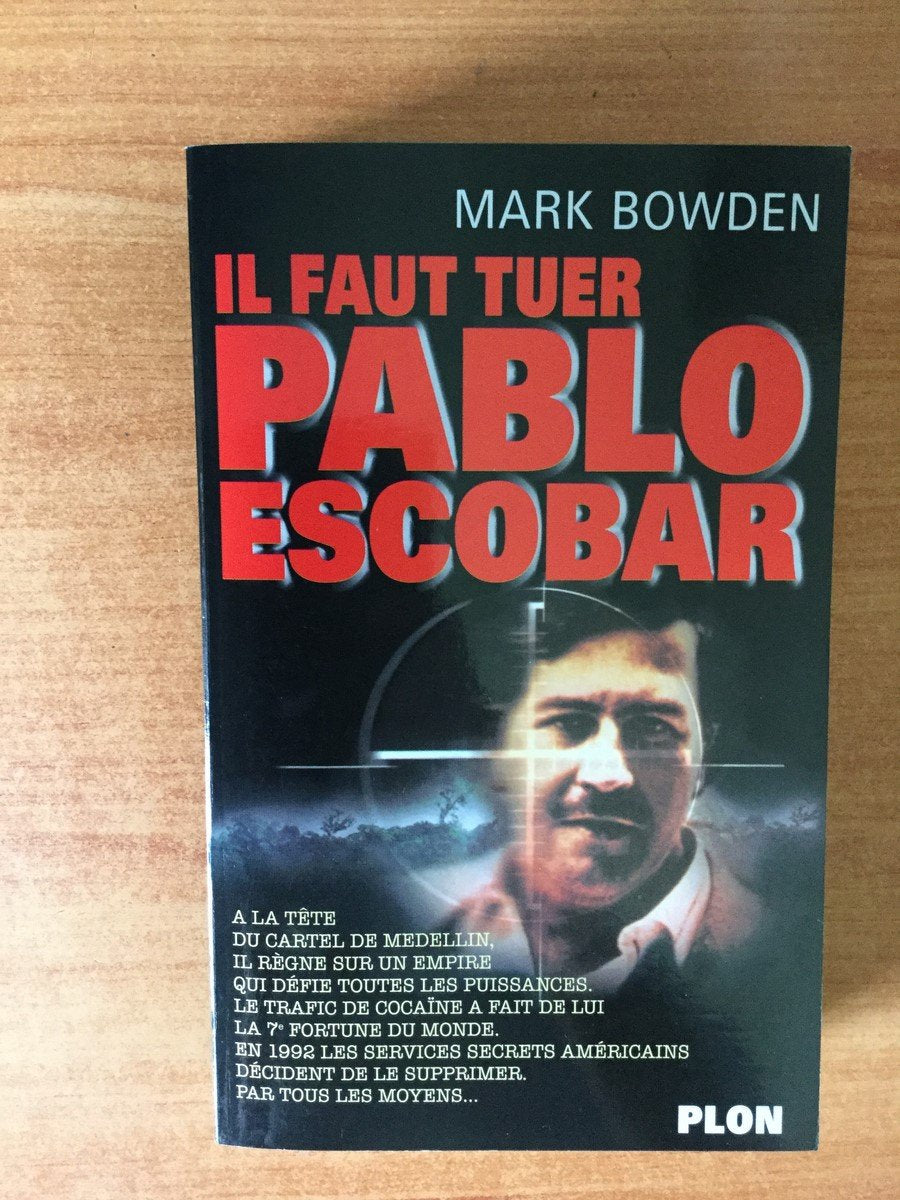 MARK BOWDEN
IL FAUT TUER
PABLO
ESCOBAR
A LA TÊTE
DU CARTEL DE MEDELLIN,
IL RÈGNE SUR UN EMPIRE
QUI DÉFIE TOUTES LES PUISSANCES.
LE TRAFIC DE COCAÏNE A FAIT DE LUI
LA 7e FORTUNE DU MONDE.
EN 1992 LES SERVICES SECRETS AMÉRICAINS
DÉCIDENT DE LE SUPPRIMER.
PAR TOUS LES MOYENS...
PLON